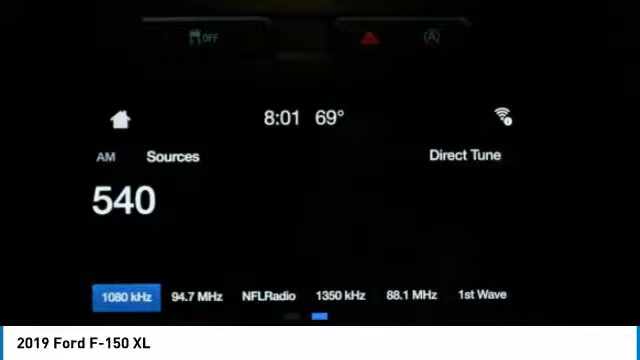 OFF
8:01 69°
AM Sources Direct Tune
540
1080 kHz 94.7 MHz NFLRadio 1350 kHz 88.1 MHz 1st Wave
2019 Ford F-150 XL